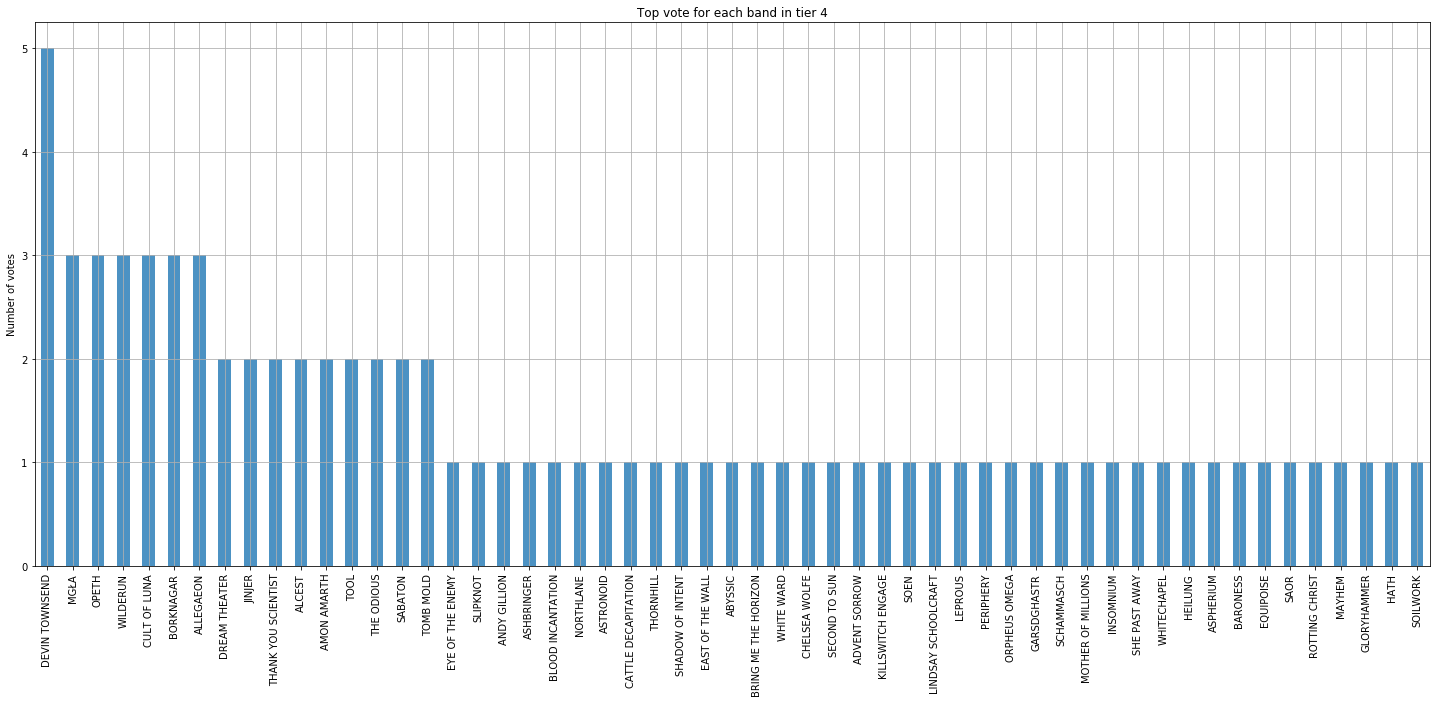 Top vote for each band in tier 4
Number of votes
5
4
3
2
1
0
DEVIN TOWNSEND
MGŁA
OPETH
WILDERUN
CULT OF LUNA
BORKNAGAR
ALLEGAEON
DREAM THEATER
JINJER
THANK YOU SCIENTIST
ALCEST
AMON AMARTH
TOOL
THE ODIOUS
SABATON
TOMB MOLD
EYE OF THE ENEMY
SLIPKNOT
ANDY GILLION
ASHBRINGER
BLOOD INCANTATION
NORTHLANE
ASTRONOID
CATTLE DECAPITATION
THORNHILL
SHADOW OF INTENT
EAST OF THE WALL
ABYSSIC
BRING ME THE HORIZON
WHITE WARD
CHELSEA WOLFE
SECOND TO SUN
ADVENT SORROW
KILLSWITCH ENGAGE
SOEN
LINDSAY SCHOOLCRAFT
LEPROUS
PERIPHERY
ORPHEUS OMEGA
GARSDGHASTR
SCHAMMASCH
MOTHER OF MILLIONS
INSOMNIUM
SHE PAST AWAY
WHITECHAPEL
HEILUNG
ASPHERIUM
BARONESS
EQUIPOISE
SAOR
ROTTING CHRIST
MAYHEM
GLORYHAMMER
HATH
SOILWORK